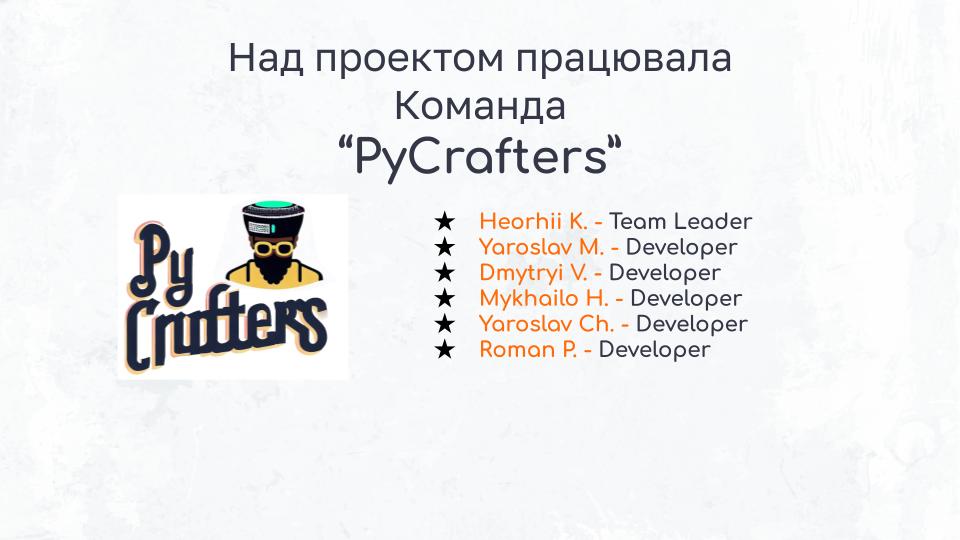 Над проектом працювала
Команда
“PyCrafters”
Py
Crafters
★ Heorhii K. - Team Leader
★ Yaroslav M. - Developer
★ Dmytryi V. - Developer
★ Mykhailo H. - Developer
★ Yaroslav Ch. - Developer
★ Roman P. - Developer